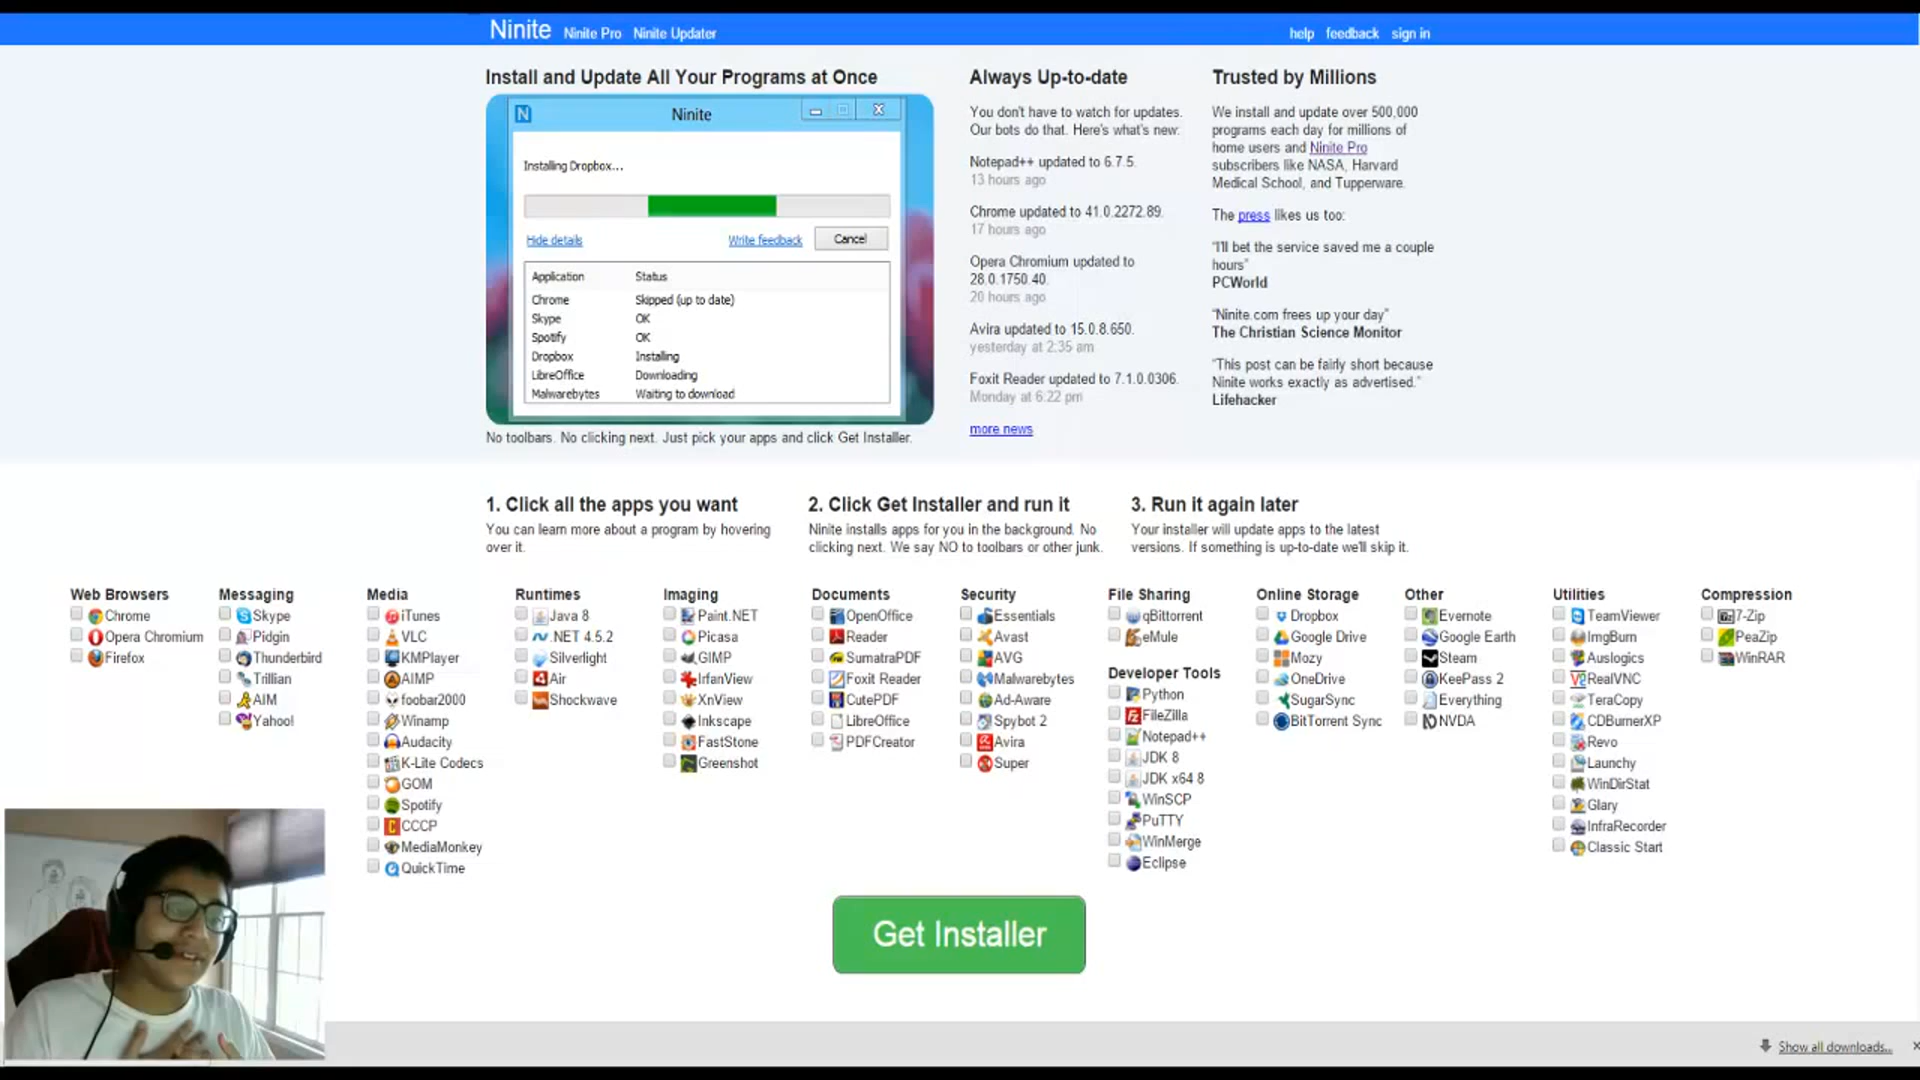 Ninite Ninite Pro Ninite Updater
help feedback sign in
Install and Update All Your Programs at Once
Ninite
Installing Dropbox...
Hide details Write feedback Cancel
Application Status
Chrome Skipped (up to date)
Skype OK
Spotify OK
Dropbox Installing
LibreOffice Downloading
Malwarebytes Waiting to download
No toolbars. No clicking next. Just pick your apps and click Get Installer.
Always Up-to-date
You don't have to watch for updates.
Our bots do that. Here's what's new:
Notepad++ updated to 6.7.5.
13 hours ago
Chrome updated to 41.0.2272.89.
17 hours ago
Opera Chromium updated to
28.0.1750.40.
20 hours ago
Avira updated to 15.0.8.650.
yesterday at 2:35 am
Foxit Reader updated to 7.1.0.0306.
Monday at 6:22 pm
more news
Trusted by Millions
We install and update over 500,000
programs each day for millions of
home users and Ninite Pro
subscribers like NASA, Harvard
Medical School, and Tupperware.
The press likes us too:
"I'll bet the service saved me a couple
hours"
PCWorld
"Ninite.com frees up your day"
The Christian Science Monitor
"This post can be fairly short because
Ninite works exactly as advertised."
Lifehacker
1. Click all the apps you want
You can learn more about a program by hovering
over it.
2. Click Get Installer and run it
Ninite installs apps for you in the background. No
clicking next. We say NO to toolbars or other junk.
3. Run it again later
Your installer will update apps to the latest
versions. If something is up-to-date we'll skip it.
Web Browsers
Chrome
Opera Chromium
Firefox
Messaging
Skype
Pidgin
Thunderbird
Trillian
AIM
Yahoo!
Media
iTunes
VLC
KMPlayer
AIMP
foobar2000
Winamp
Audacity
K-Lite Codecs
GOM
Spotify
CCCP
MediaMonkey
QuickTime
Runtimes
Java 8
.NET 4.5.2
Silverlight
Air
Shockwave
Imaging
Paint.NET
Picasa
GIMP
IrfanView
XnView
Inkscape
FastStone
Greenshot
Documents
OpenOffice
Reader
SumatraPDF
Foxit Reader
CutePDF
LibreOffice
PDFCreator
Security
Essentials
Avast
AVG
Malwarebytes
Ad-Aware
Spybot 2
Avira
Super
File Sharing
qBittorrent
eMule
Developer Tools
Python
FileZilla
Notepad++
JDK 8
JDK x64 8
WinSCP
PuTTY
WinMerge
Eclipse
Online Storage
Dropbox
Google Drive
Mozy
OneDrive
SugarSync
BitTorrent Sync
Other
Evernote
Google Earth
Steam
KeePass 2
Everything
NVDA
Utilities
TeamViewer
ImgBurn
Auslogics
RealVNC
TeraCopy
CDBurnerXP
Revo
Launchy
WinDirStat
Glary
InfraRecorder
Classic Start
Compression
7-Zip
PeaZip
WinRAR
Get Installer
Show all downloads...